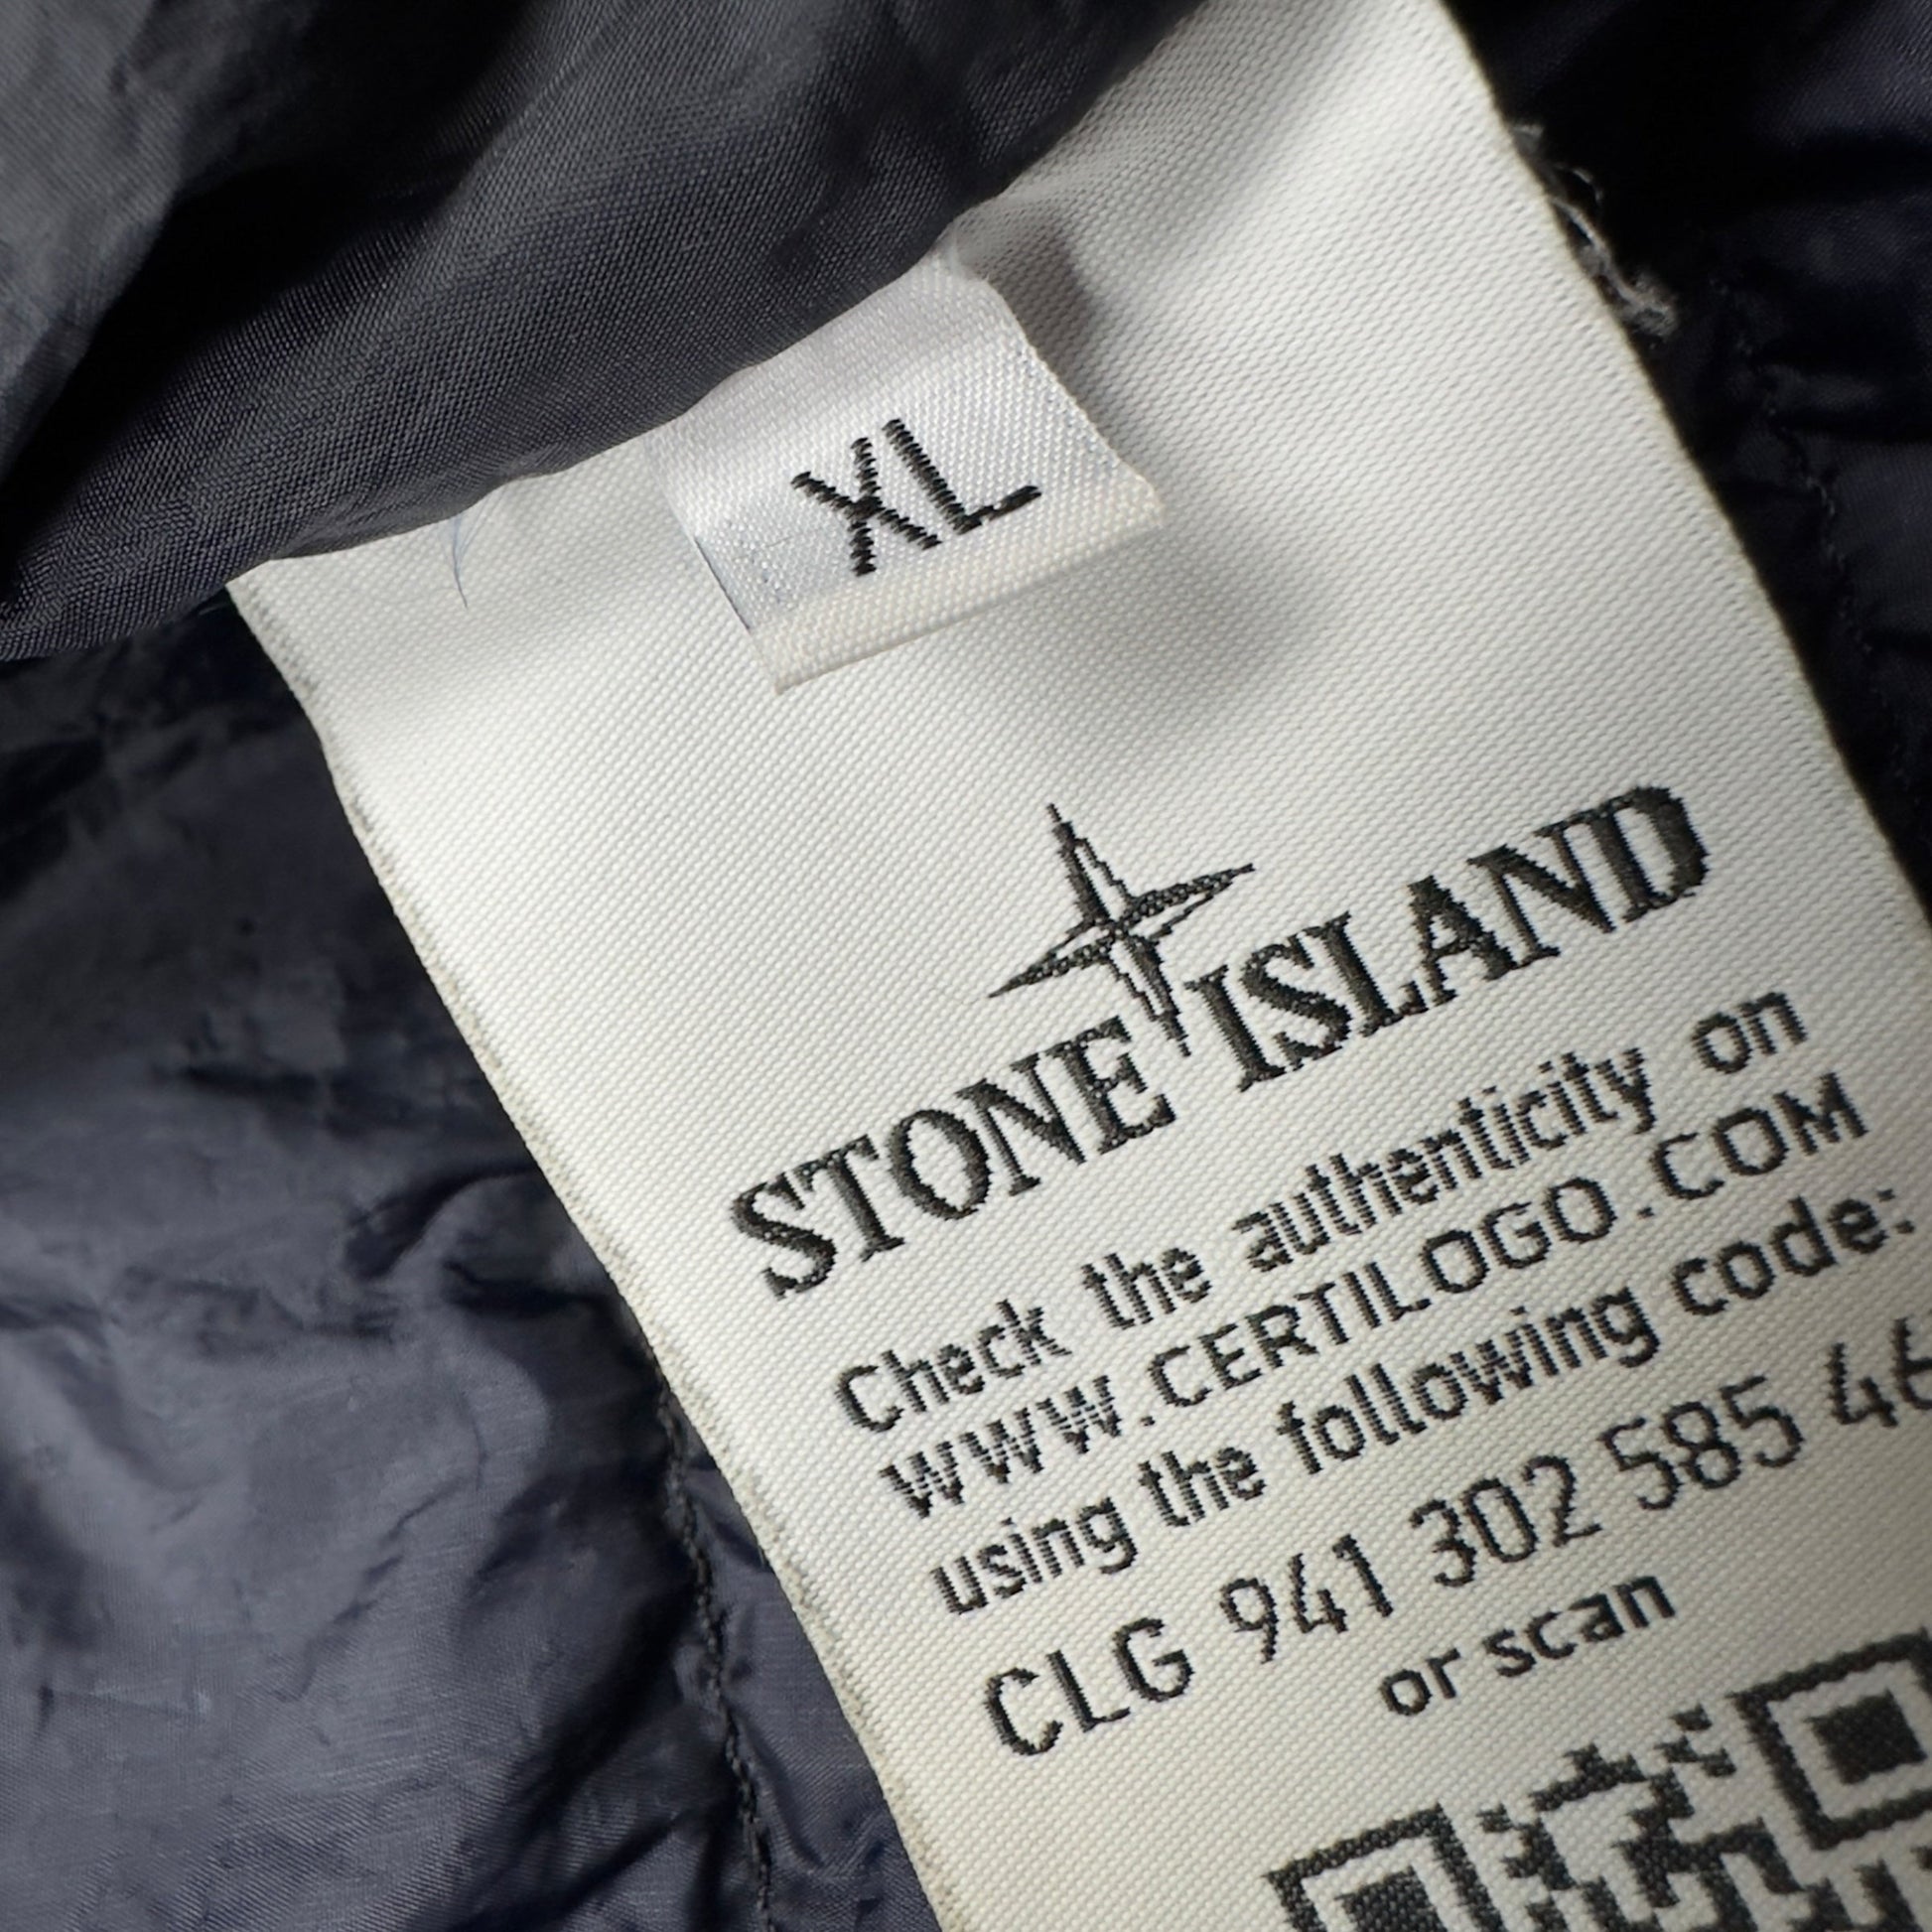 XL
STONE ISLAND
Check the authenticity on
WWW.CERTILOGO.COM
using the following code:
CLG 941 302 585 46
or scan